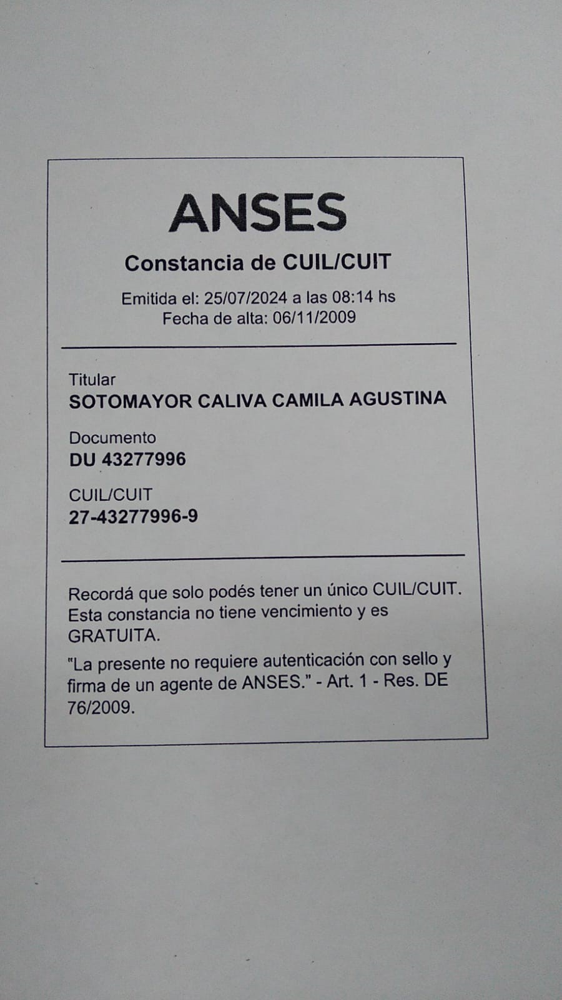 ANSES
Constancia de CUIL/CUIT
Emitida el: 25/07/2024 a las 08:14 hs
Fecha de alta: 06/11/2009
Titular
SOTOMAYOR CALIVA CAMILA AGUSTINA
Documento
DU 43277996
CUIL/CUIT
27-43277996-9
Recordá que solo podés tener un único CUIL/CUIT.
Esta constancia no tiene vencimiento y es
GRATUITA.
"La presente no requiere autenticación con sello y
firma de un agente de ANSES." - Art. 1 - Res. DE
76/2009.